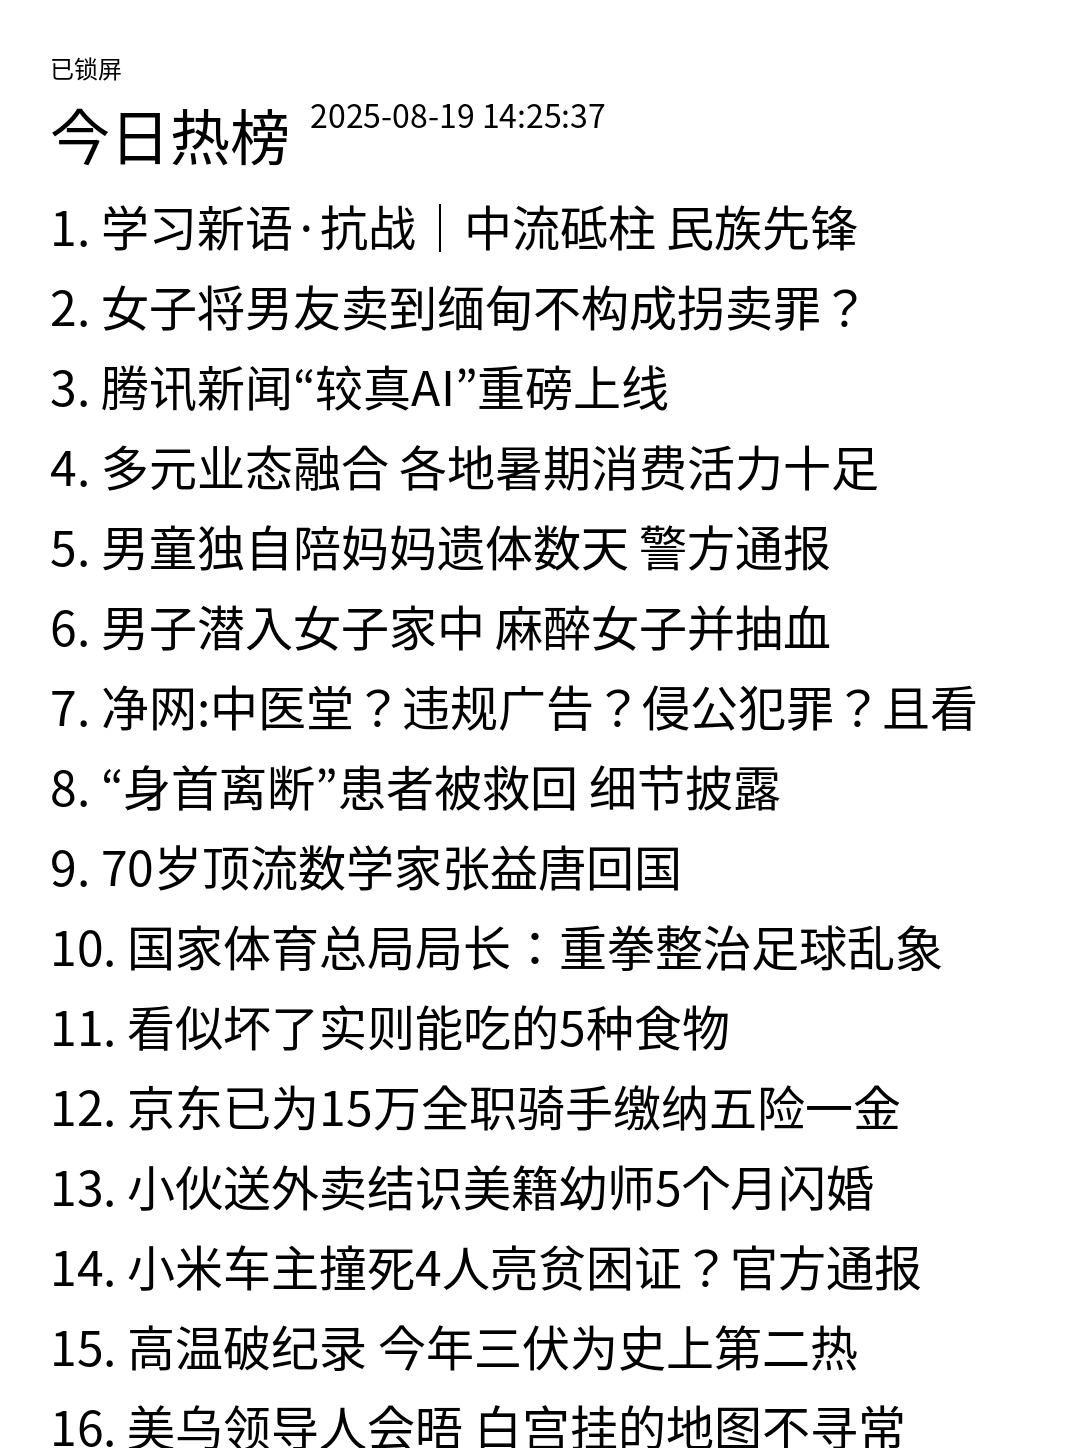 已锁屏
今日热榜 2025-08-19 14:25:37
1. 学习新语·抗战｜中流砥柱 民族先锋
2. 女子将男友卖到缅甸不构成拐卖罪？
3. 腾讯新闻“较真AI”重磅上线
4. 多元业态融合 各地暑期消费活力十足
5. 男童独自陪妈妈遗体数天 警方通报
6. 男子潜入女子家中 麻醉女子并抽血
7. 净网:中医堂？违规广告？侵公犯罪？且看
8. “身首离断”患者被救回 细节披露
9. 70岁顶流数学家张益唐回国
10. 国家体育总局局长：重拳整治足球乱象
11. 看似坏了实则能吃的5种食物
12. 京东已为15万全职骑手缴纳五险一金
13. 小伙送外卖结识美籍幼师5个月闪婚
14. 小米车主撞死4人亮贫困证？官方通报
15. 高温破纪录 今年三伏为史上第二热
16. 美乌领导人会晤 白宫挂的地图不寻常